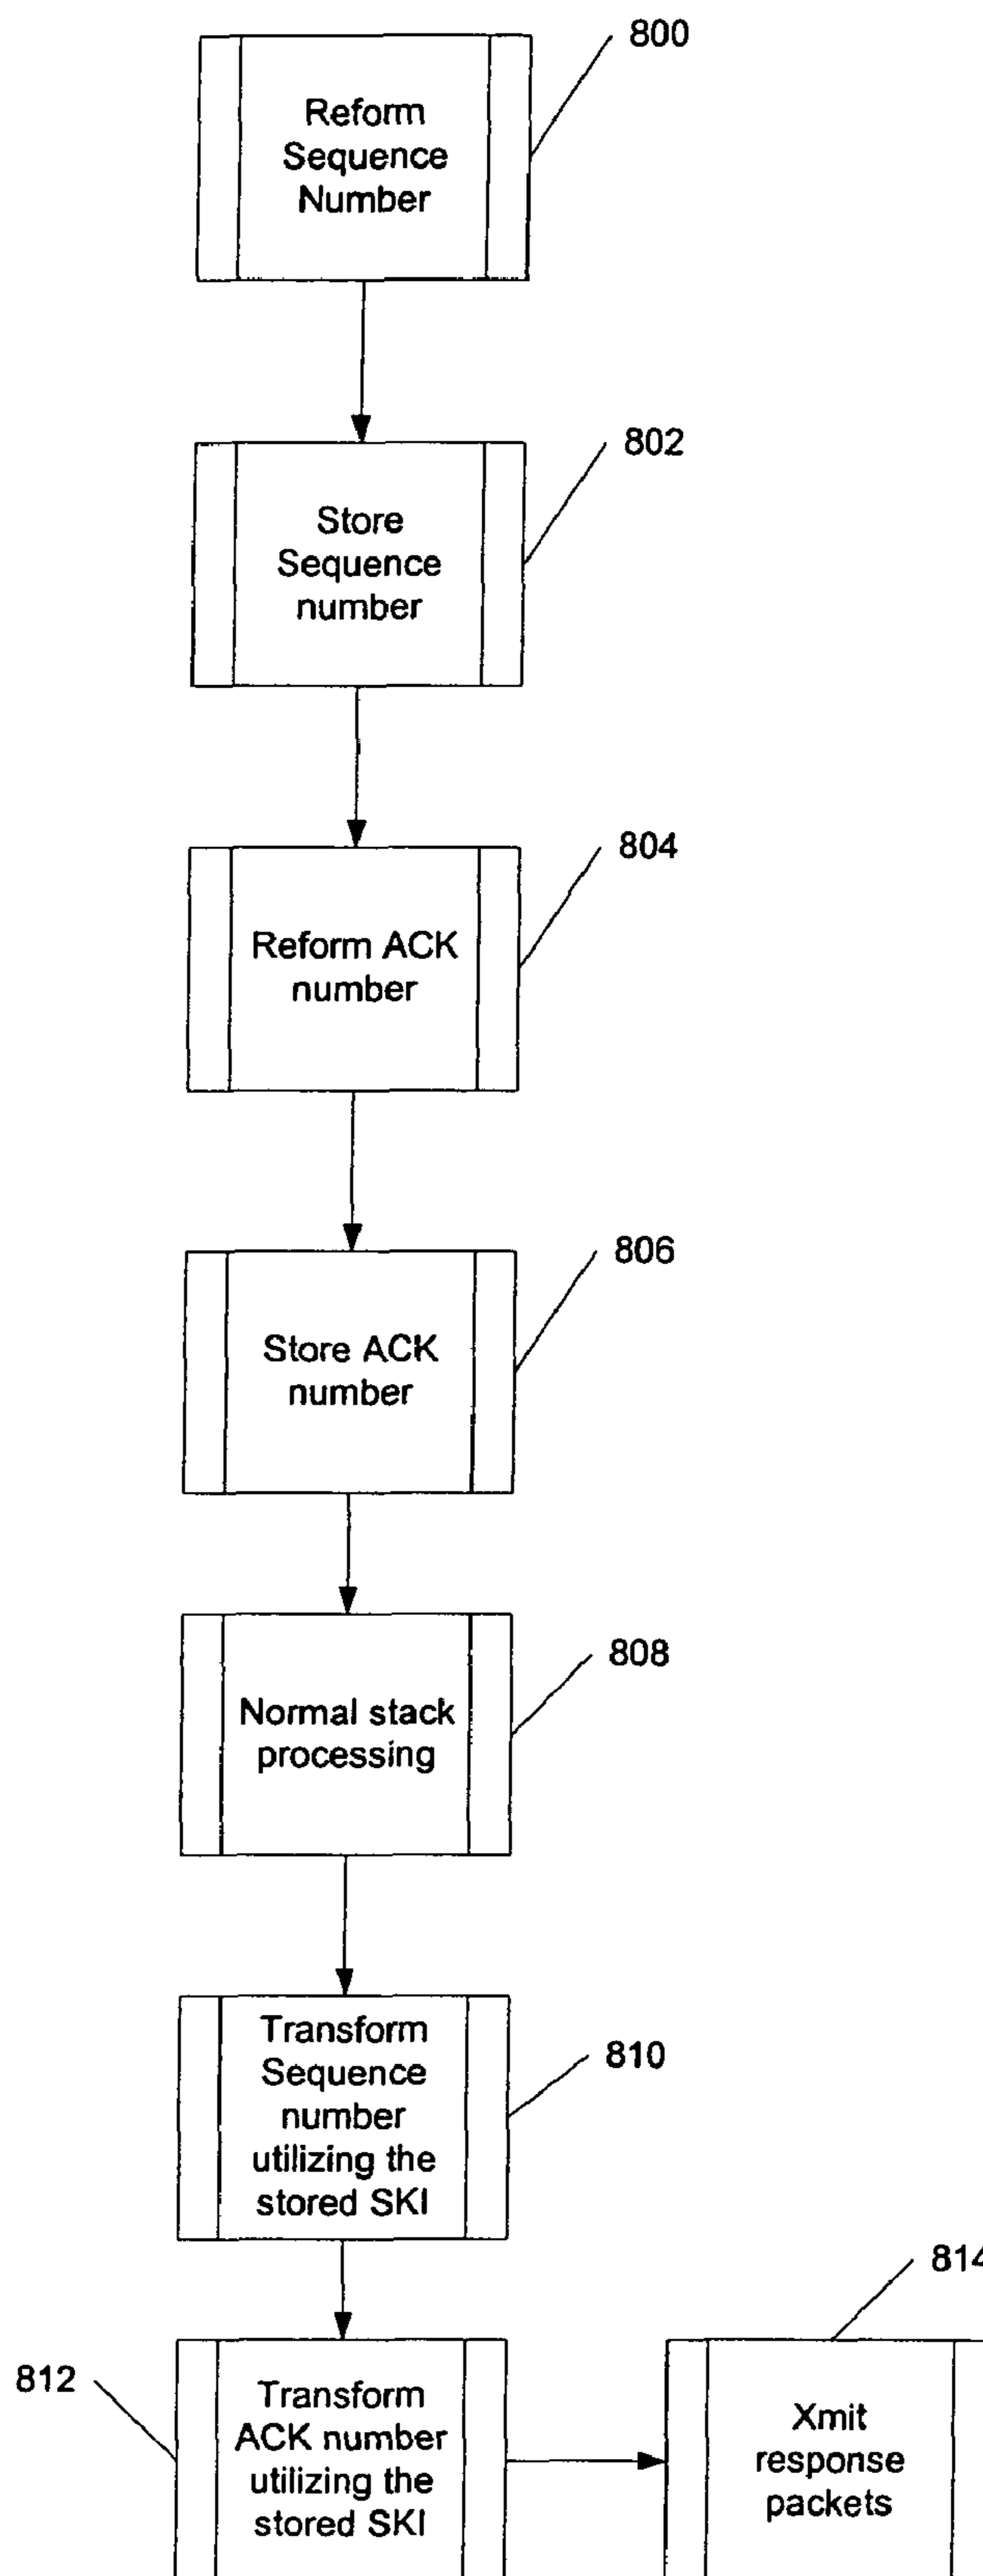 800
Reform
Sequence
Number
802
Store
Sequence
number
804
Reform ACK
number
806
Store ACK
number
808
Normal stack
processing
810
Transform
Sequence
number
utilizing the
stored SKI
814
812
Transform
ACK number
utilizing the
stored SKI
Xmit
response
packets